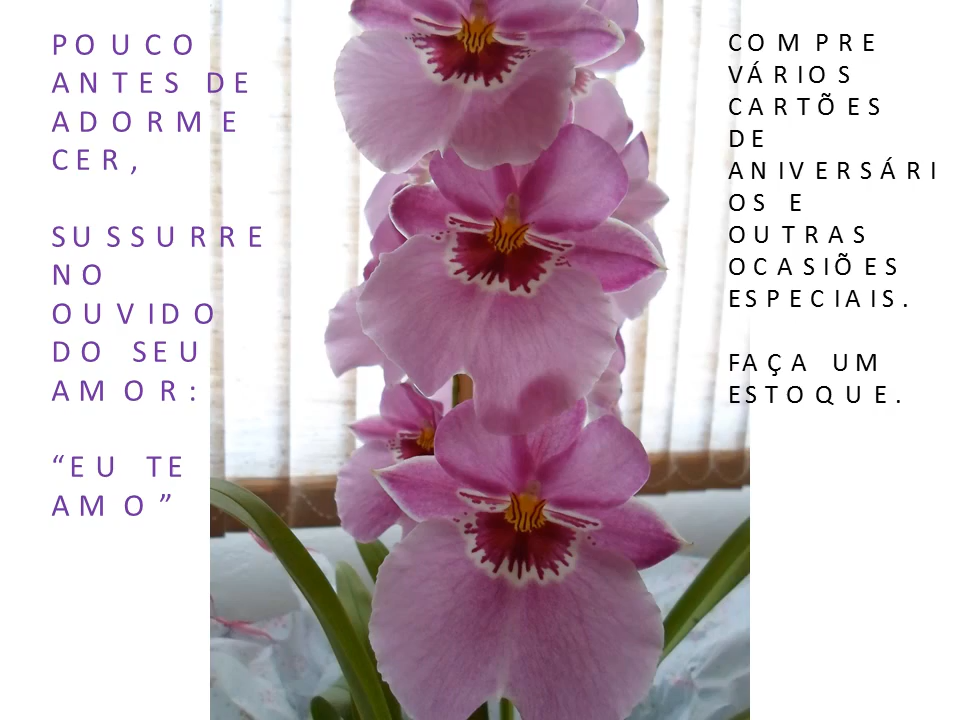 POUCO
ANTES DE
ADORME
CER,
SUSSURRE
NO
OUVIDO
DO SEU
AMOR:
“EU TE
AMO”
COMPRE
VÁRIOS
CARTÕES
DE
ANIVERSÁRI
OS E
OUTRAS
OCASIÕES
ESPECIAIS.
FAÇA UM
ESTOQUE.